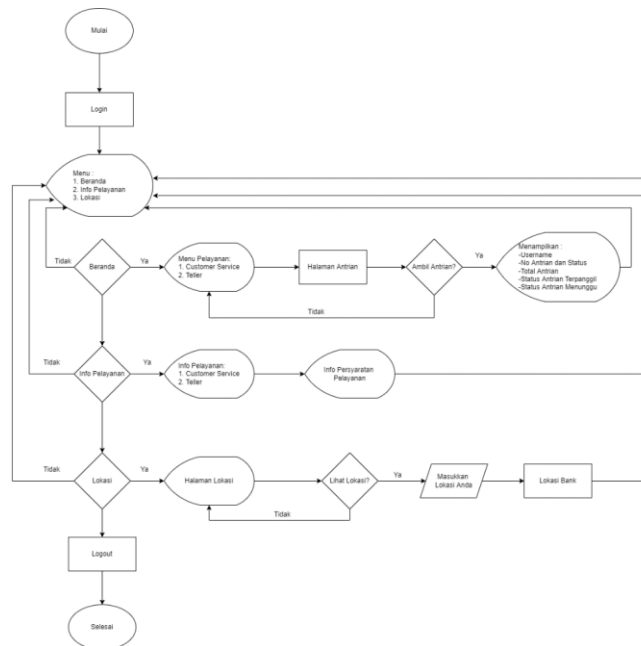 Mulai
Login
Menu :
1. Beranda
2. Info Pelayanan
3. Lokasi
Tidak
Beranda
Ya
Menu Pelayanan:
1. Customer Service
2. Teller
Halaman Antrian
Ambil Antrian?
Ya
Menampilkan :
-Username
-No Antrian dan Status
-Total Antrian
-Status Antrian Terpanggil
-Status Antrian Menunggu
Tidak
Tidak
Info Pelayanan
Ya
Info Pelayanan:
1. Customer Service
2. Teller
Info Persyaratan
Pelayanan
Tidak
Lokasi
Ya
Halaman Lokasi
Lihat Lokasi?
Ya
Masukkan
Lokasi Anda
Lokasi Bank
Tidak
Logout
Selesai